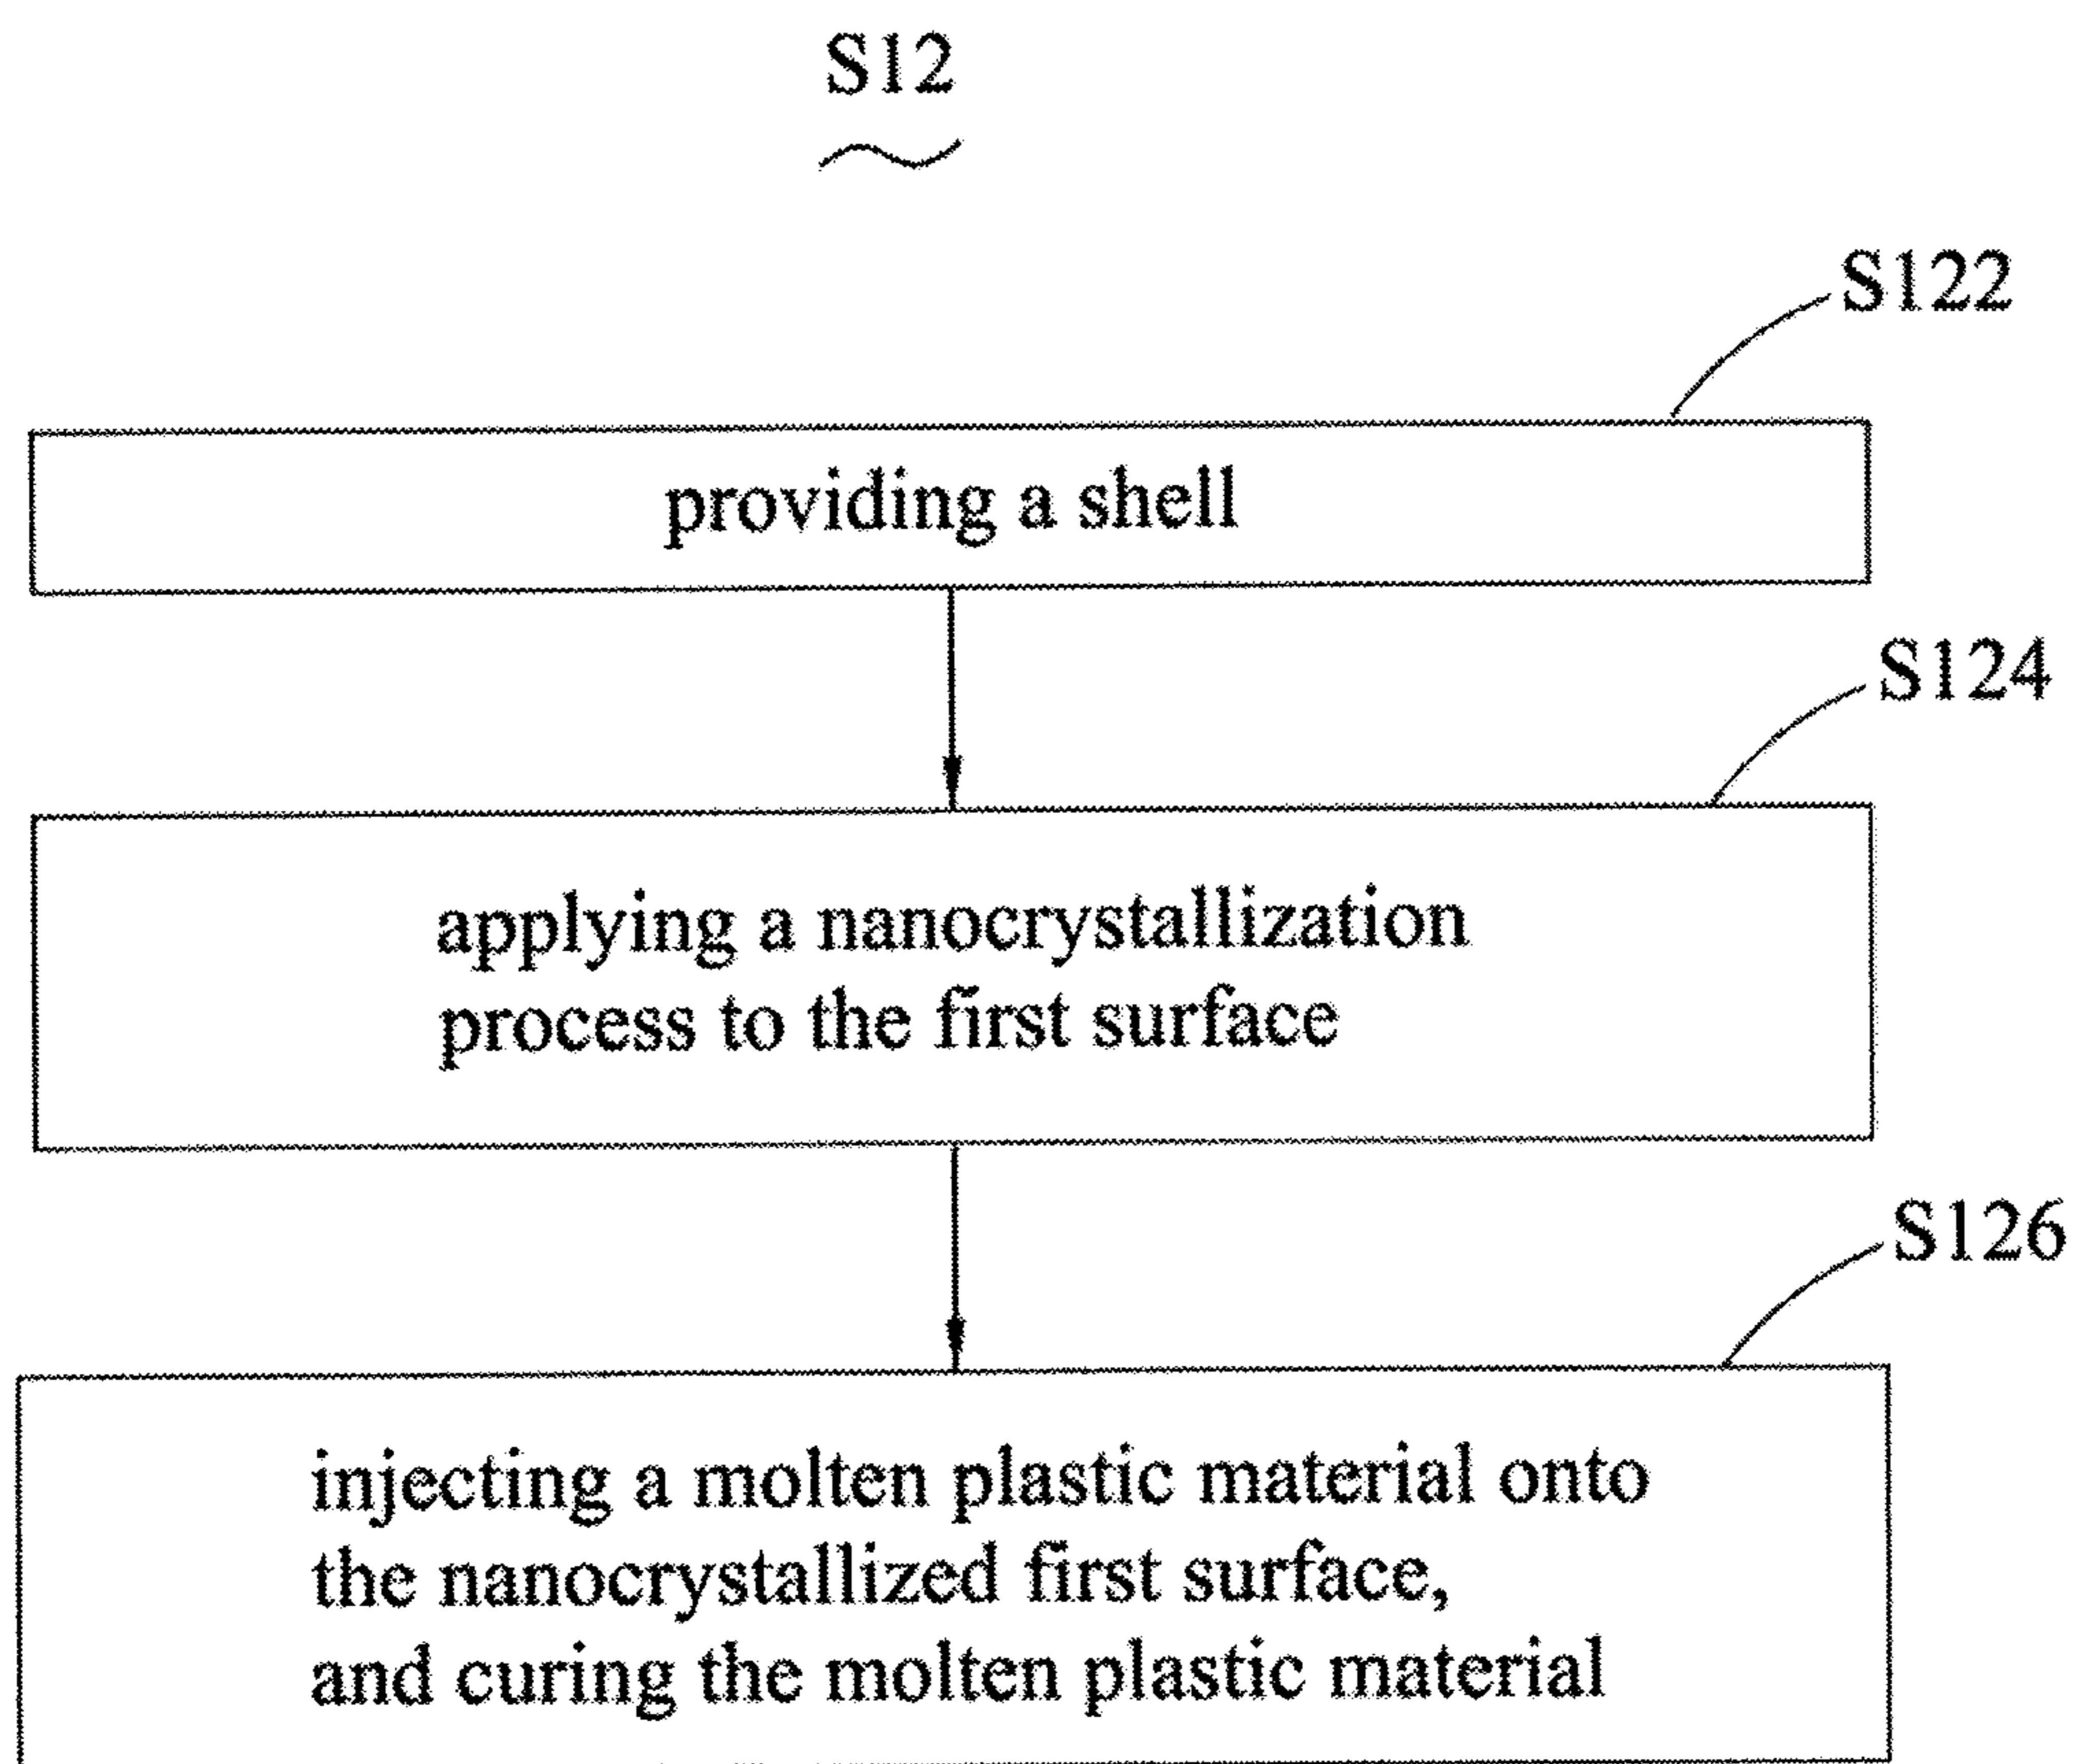 S12
S122
providing a shell
S124
applying a nanocrystallization
process to the first surface
S126
injecting a molten plastic material onto
the nanocrystallized first surface,
and curing the molten plastic material